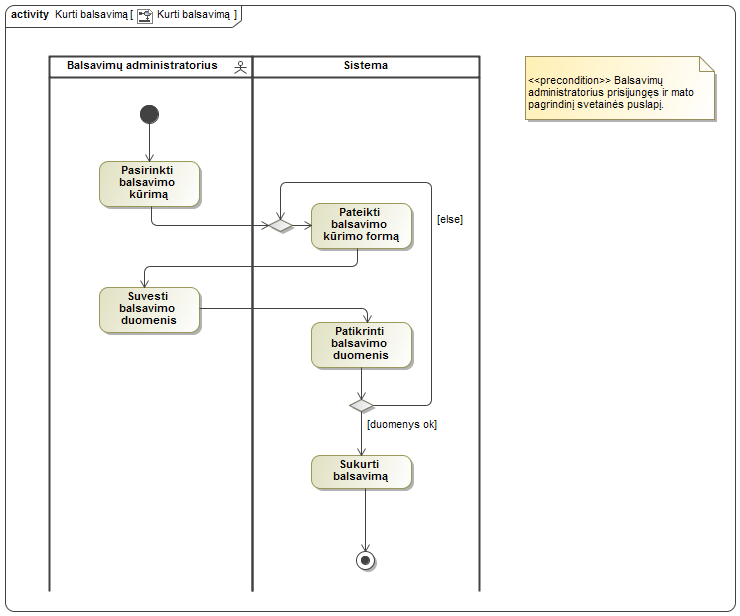 activity Kurti balsavimą [ Kurti balsavimą ]
Balsavimų administratorius
Sistema
<<precondition>> Balsavimų
administratorius prisijungęs ir mato
pagrindinį svetainės puslapį.
Pasirinkti
balsavimo
kūrimą
Pateikti
balsavimo
kūrimo formą
[else]
Suvesti
balsavimo
duomenis
Patikrinti
balsavimo
duomenis
[duomenys ok]
Sukurti
balsavimą